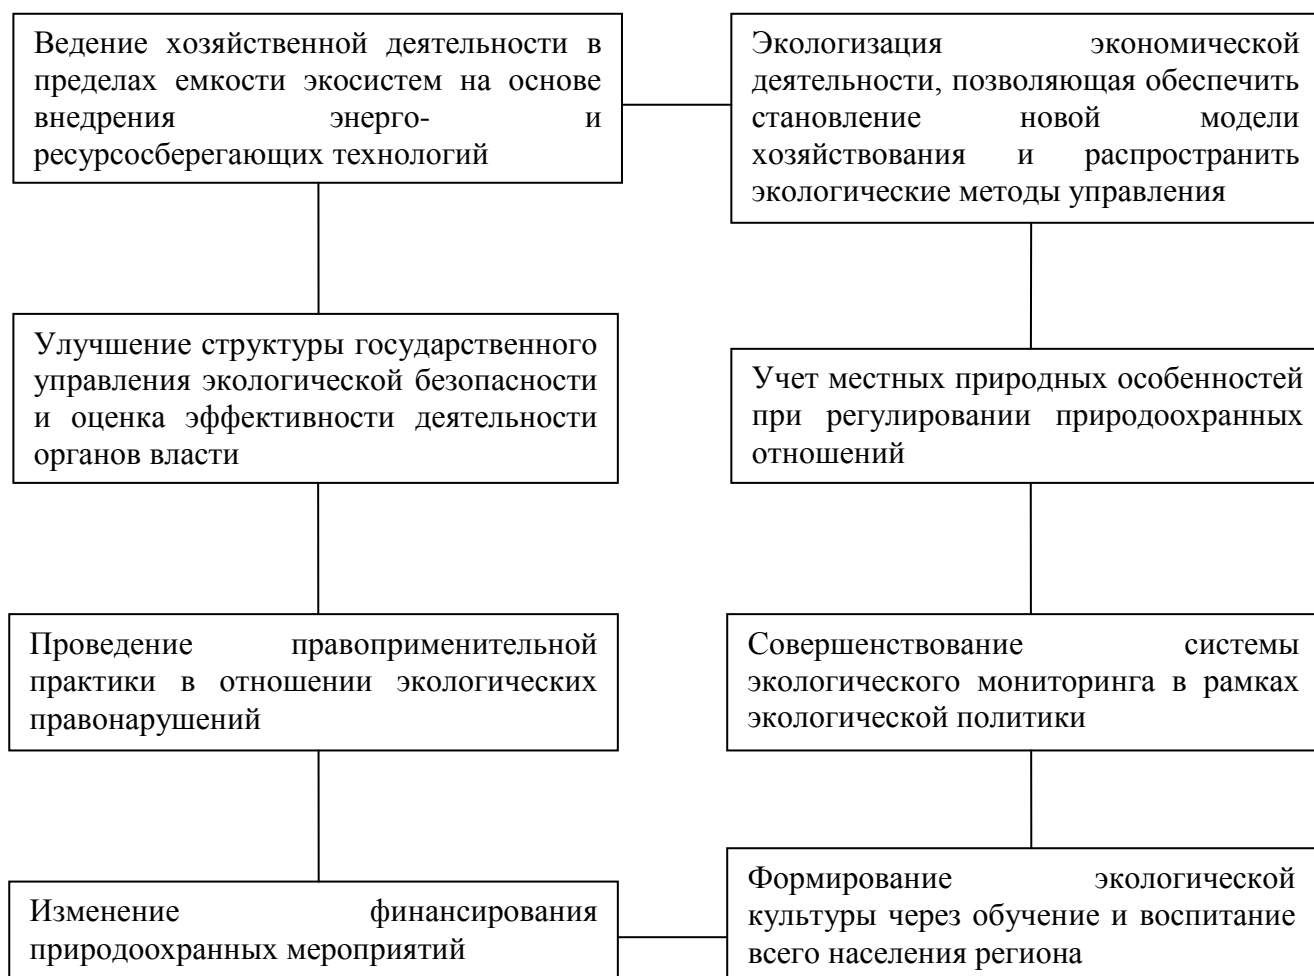 Ведение хозяйственной деятельности в
пределах емкости экосистем на основе
внедрения энерго- и
ресурсосберегающих технологий
Экологизация экономической
деятельности, позволяющая обеспечить
становление новой модели
хозяйствования и распространить
экологические методы управления
Улучшение структуры государственного
управления экологической безопасности
и оценка эффективности деятельности
органов власти
Учет местных природных особенностей
при регулировании природоохранных
отношений
Проведение правоприменительной
практики в отношении экологических
правонарушений
Совершенствование системы
экологического мониторинга в рамках
экологической политики
Изменение финансирования
природоохранных мероприятий
Формирование экологической
культуры через обучение и воспитание
всего населения региона